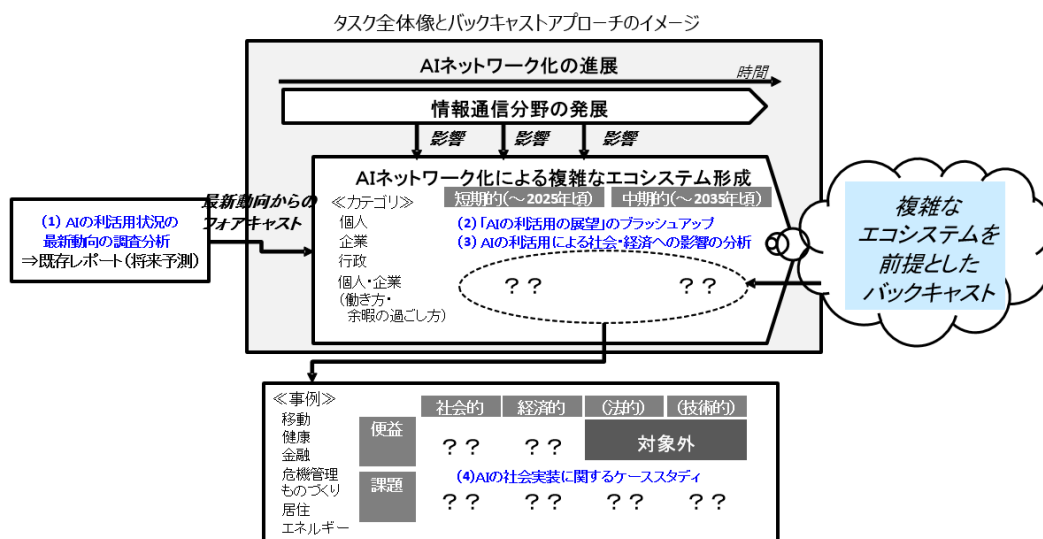 タスク全体像とバックキャストアプローチのイメージ
AIネットワーク化の進展
時間
情報通信分野の発展
影響
影響
影響
AIネットワーク化による複雑なエコシステム形成
最新動向からの
フォアキャスト
(1) AIの利活用状況の
最新動向の調査分析
⇒既存レポート(将来予測)
≪カテゴリ≫
個人
企業
行政
個人・企業
(働き方・
余暇の過ごし方)
短期的(~2025年頃)
中期的(~2035年頃)
(2)「AIの利活用の展望」のブラッシュアップ
(3) AIの利活用による社会・経済への影響の分析
??
??
複雑な
エコシステムを
前提とした
バックキャスト
≪事例≫
移動
健康
金融
危機管理
ものづくり
居住
エネルギー
社会的
経済的
(法的)
(技術的)
便益
??
??
対象外
課題
(4)AIの社会実装に関するケーススタディ
??
??
??
??